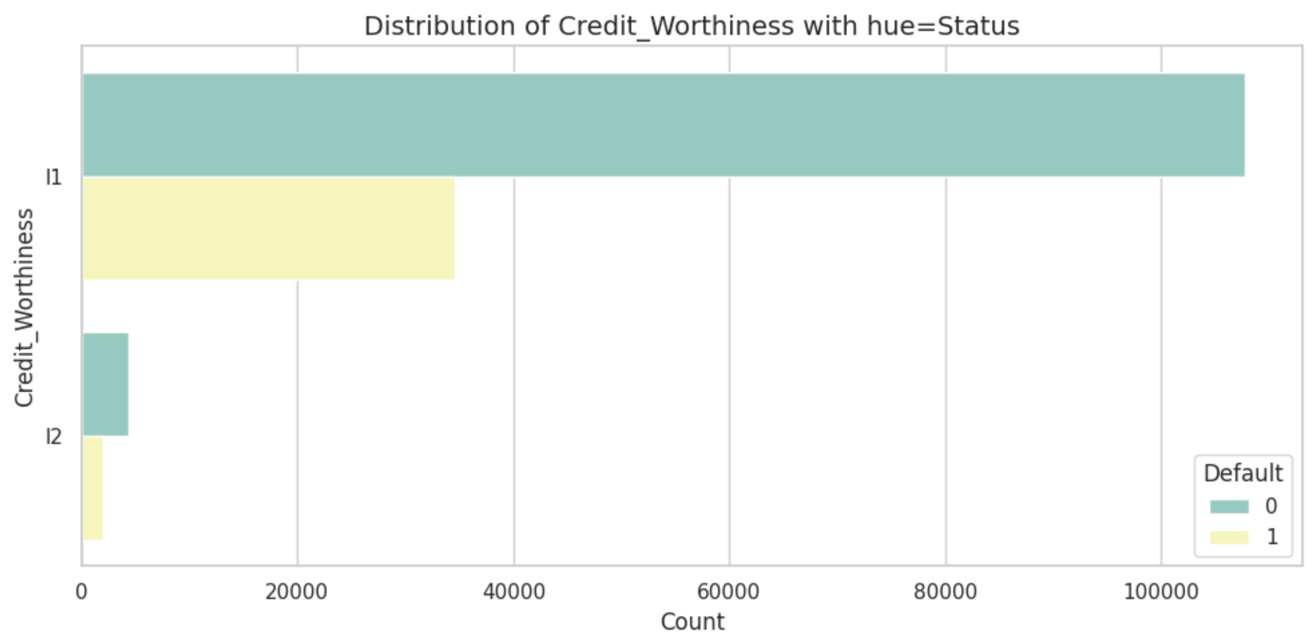 Distribution of Credit_Worthiness with hue=Status
Credit_Worthiness
l1
l2
Default
0
1
0
20000
40000
60000
80000
100000
Count